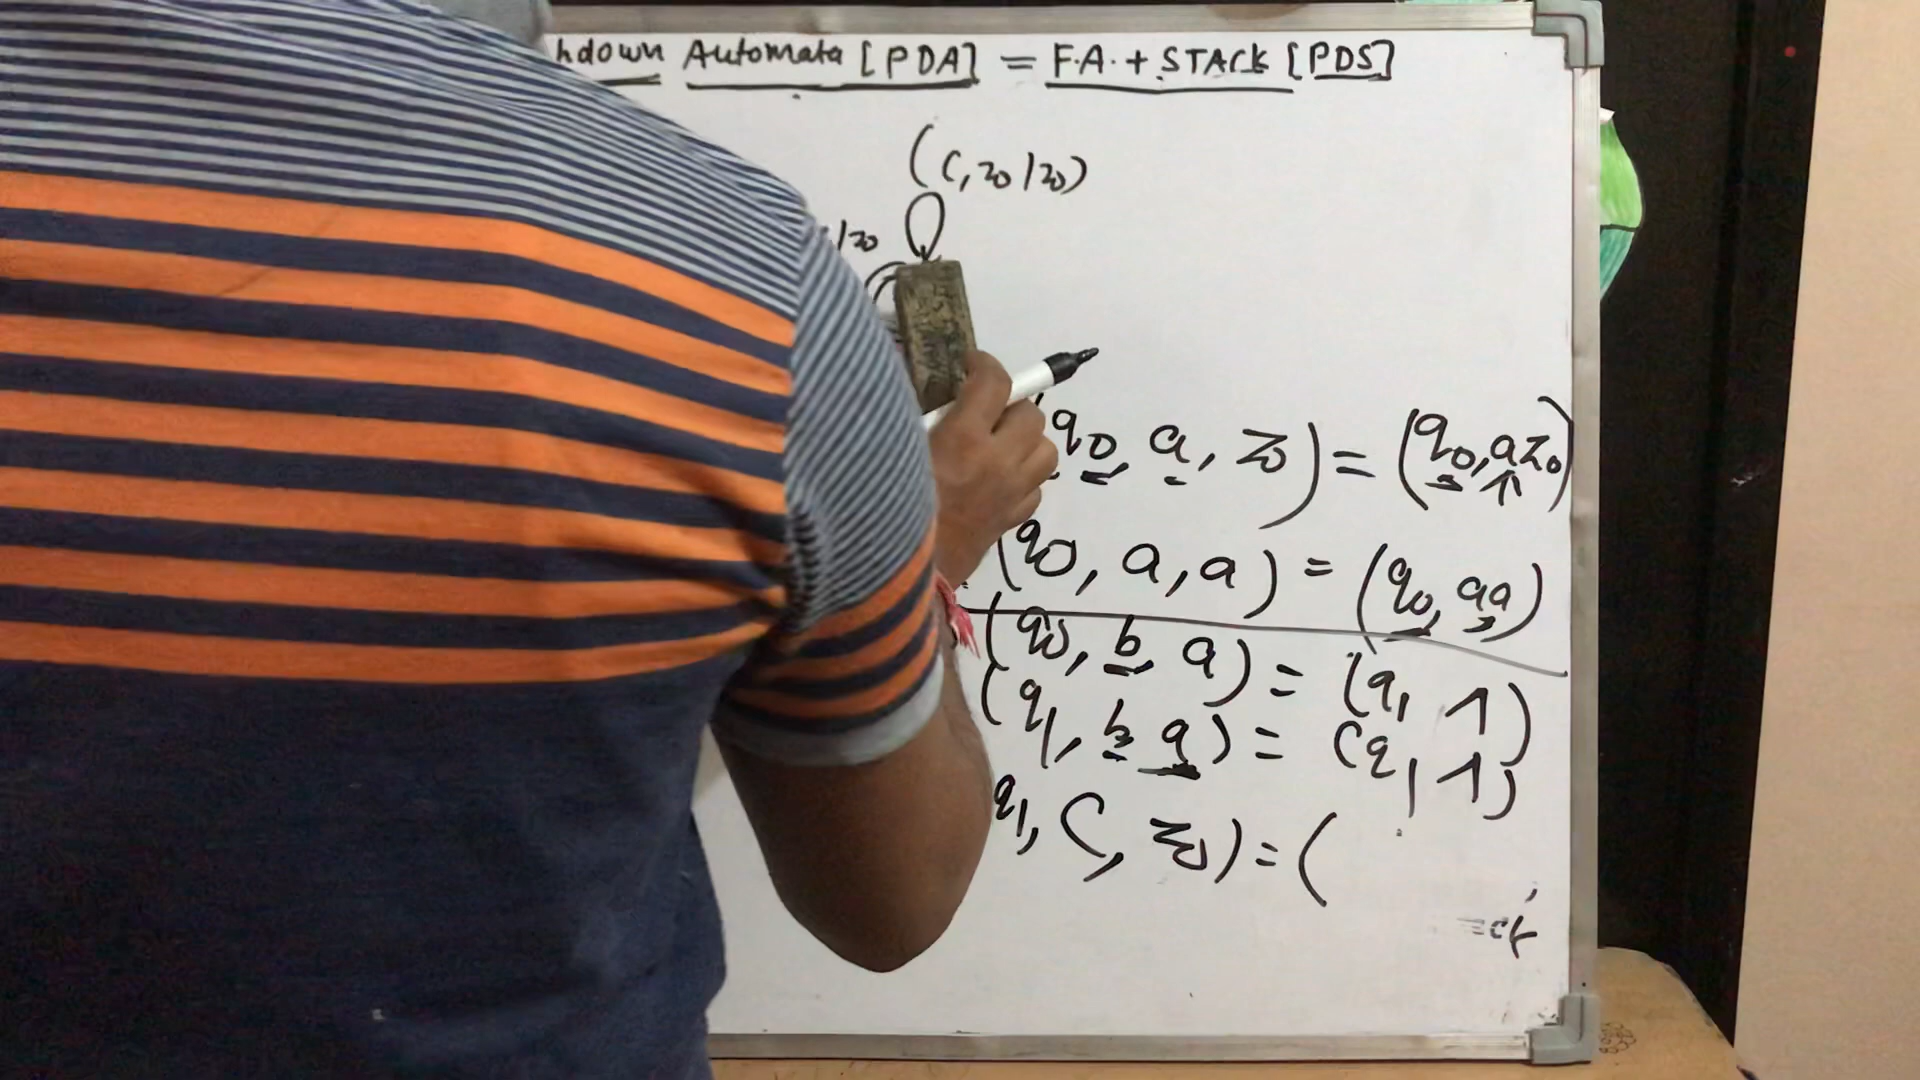 hdown Automata [PDA] = F.A. + STACK [PDS]
(c, z0/z0)
/z0
(q0, a, z0) = (q0, az0)
(q0, a, a) = (q0, aa)
(q0, b, a) = (q1, Λ)
(q1, b, a) = (q1, Λ)
q1, C, z0) = (